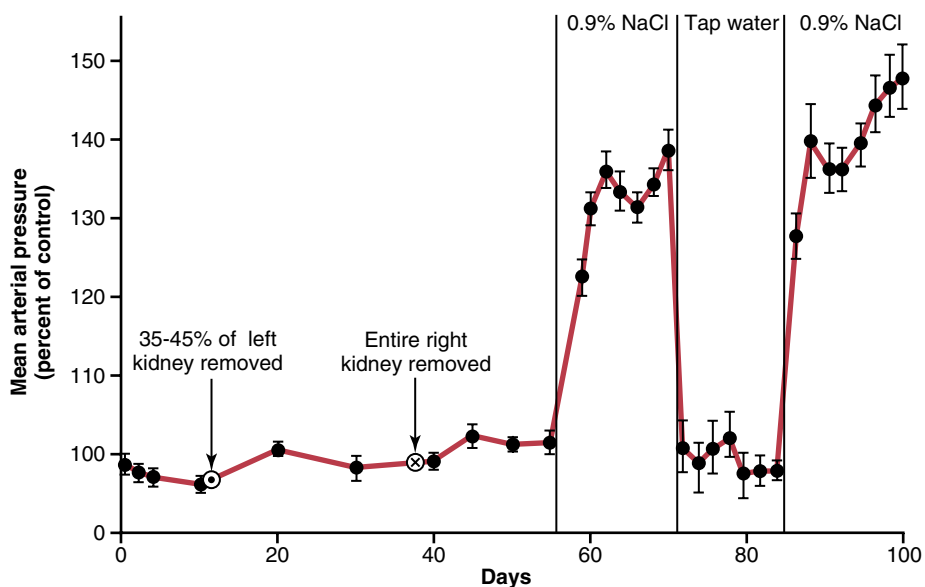 0.9% NaCl
Tap water
0.9% NaCl
150
140
130
120
110
100
0
Mean arterial pressure
(percent of control)
35-45% of left
kidney removed
Entire right
kidney removed
0
20
40
60
80
100
Days